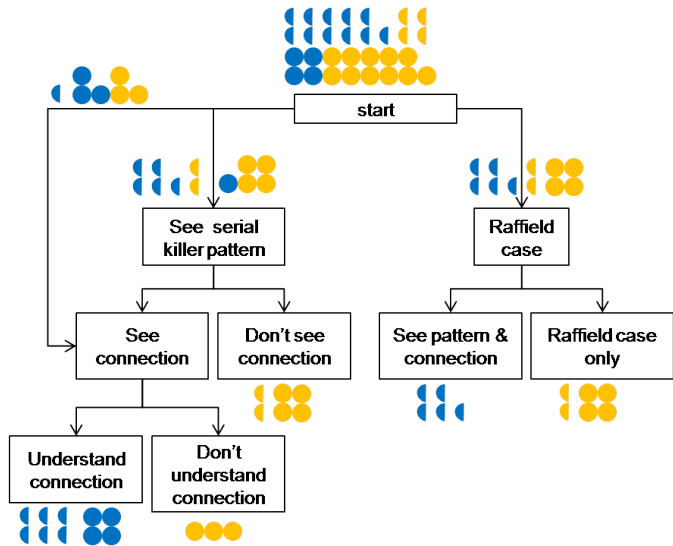 start
See serial
killer pattern
Raffield
case
See
connection
Don't see
connection
See pattern &
connection
Raffield case
only
Understand
connection
Don't
understand
connection